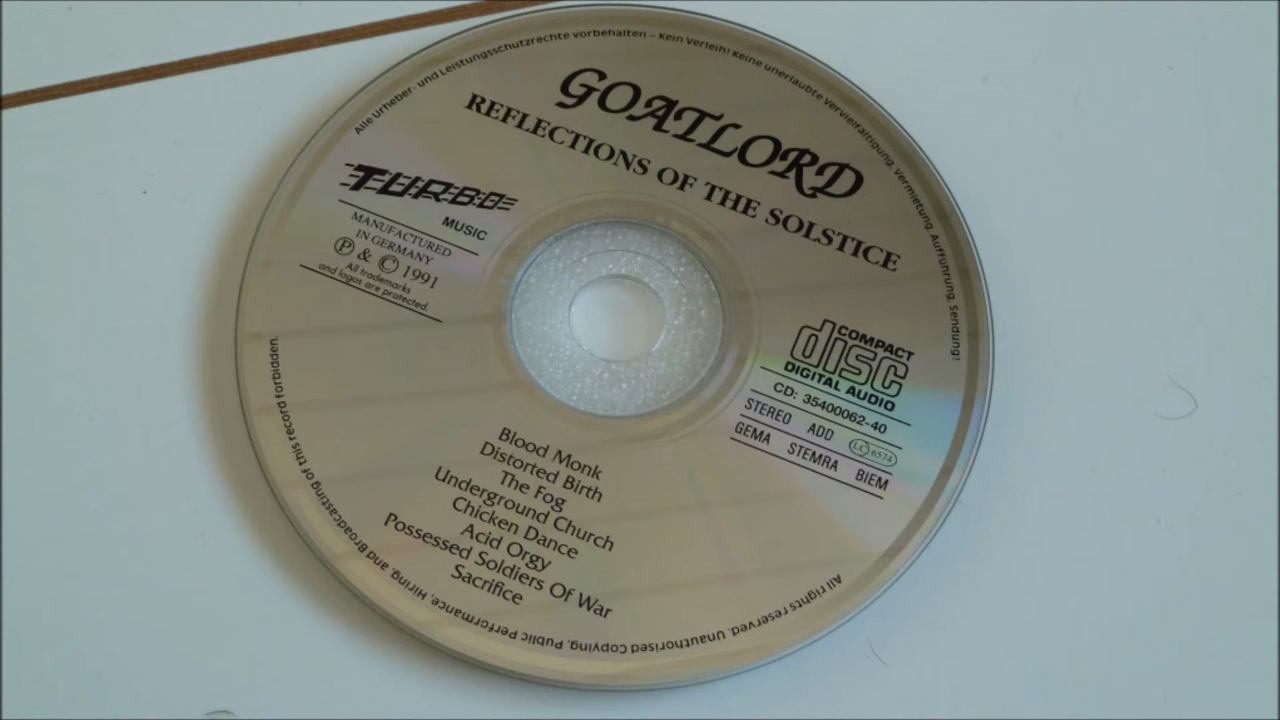 Alle Urheber- und Leistungsschutzrechte vorbehalten – Kein Verleih! Keine unerlaubte Vervielfältigung, Vermietung, Aufführung, Sendung!
GOATLORD
REFLECTIONS OF THE SOLSTICE
TURBO
MUSIC
MANUFACTURED
IN GERMANY
Ⓟ & © 1991
All trademarks
and logos are protected.
COMPACT
disc
DIGITAL AUDIO
CD: 35400062-40
STEREO ADD LC 6574
GEMA STEMRA BIEM
Blood Monk
Distorted Birth
The Fog
Underground Church
Chicken Dance
Acid Orgy
Possessed Soldiers Of War
Sacrifice
All rights reserved. Unauthorised Copying, Public Performance, Hiring, and Broadcasting of this record forbidden.